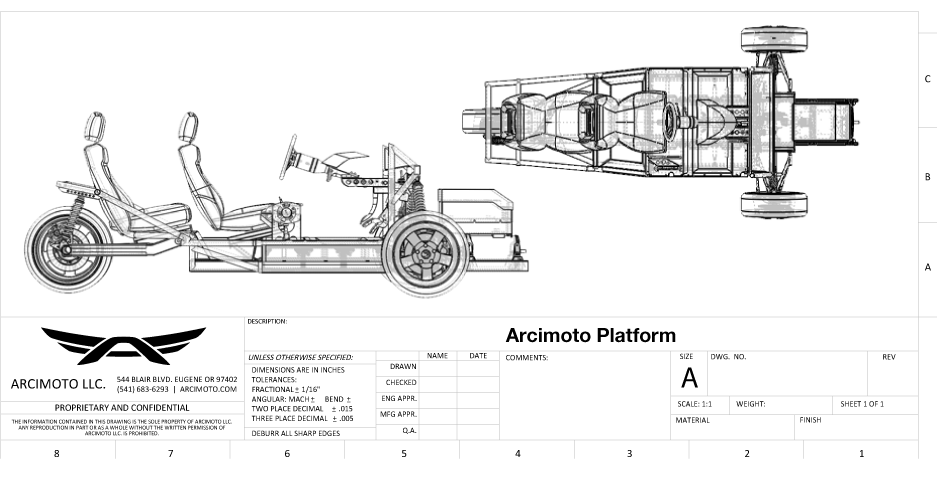 C
B
A
DESCRIPTION:
Arcimoto Platform
ARCIMOTO LLC.
544 BLAIR BLVD. EUGENE OR 97402
(541) 683-6293 | ARCIMOTO.COM
PROPRIETARY AND CONFIDENTIAL
THE INFORMATION CONTAINED IN THIS DRAWING IS THE SOLE PROPERTY OF ARCIMOTO LLC.
ANY REPRODUCTION IN PART OR AS A WHOLE WITHOUT THE WRITTEN PERMISSION OF
ARCIMOTO LLC. IS PROHIBITED.
UNLESS OTHERWISE SPECIFIED:
DIMENSIONS ARE IN INCHES
TOLERANCES:
FRACTIONAL ± 1/16"
ANGULAR: MACH ± BEND ±
TWO PLACE DECIMAL ± .015
THREE PLACE DECIMAL ± .005
DEBURR ALL SHARP EDGES
NAME DATE
DRAWN
CHECKED
ENG APPR.
MFG APPR.
Q.A.
COMMENTS:
SIZE DWG. NO. REV
A
SCALE: 1:1 WEIGHT: SHEET 1 OF 1
MATERIAL FINISH
8 7 6 5 4 3 2 1